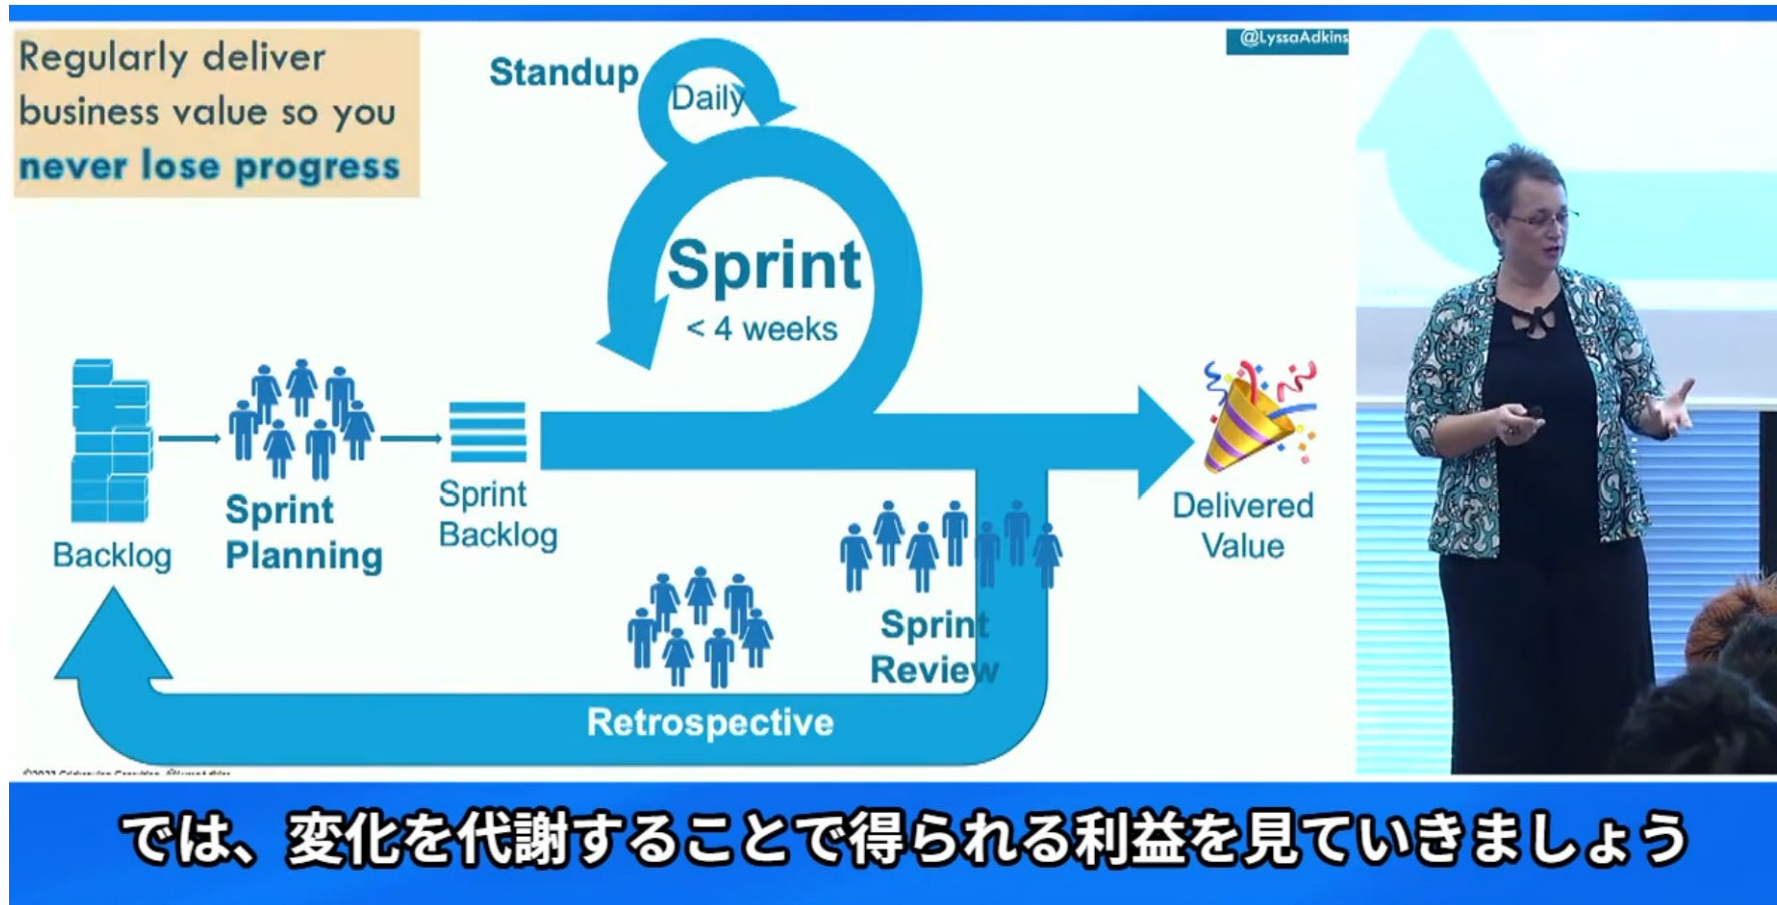 Regularly deliver
business value so you
never lose progress
@LyssaAdkins
Standup
Daily
Sprint
< 4 weeks
Backlog
Sprint
Planning
Sprint
Backlog
Delivered
Value
Sprint
Review
Retrospective
では、変化を代謝することで得られる利益を見ていきましょう